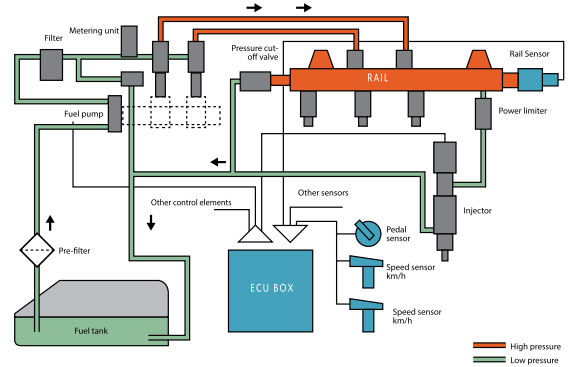 Metering unit
Filter
Pressure cut-
off valve
Rail Sensor
RAIL
Fuel pump
Power limiter
Other sensors
Other control elements
Injector
Pedal
sensor
Pre-filter
Speed sensor
km/h
ECU BOX
Speed sensor
km/h
Fuel tank
High pressure
Low pressure